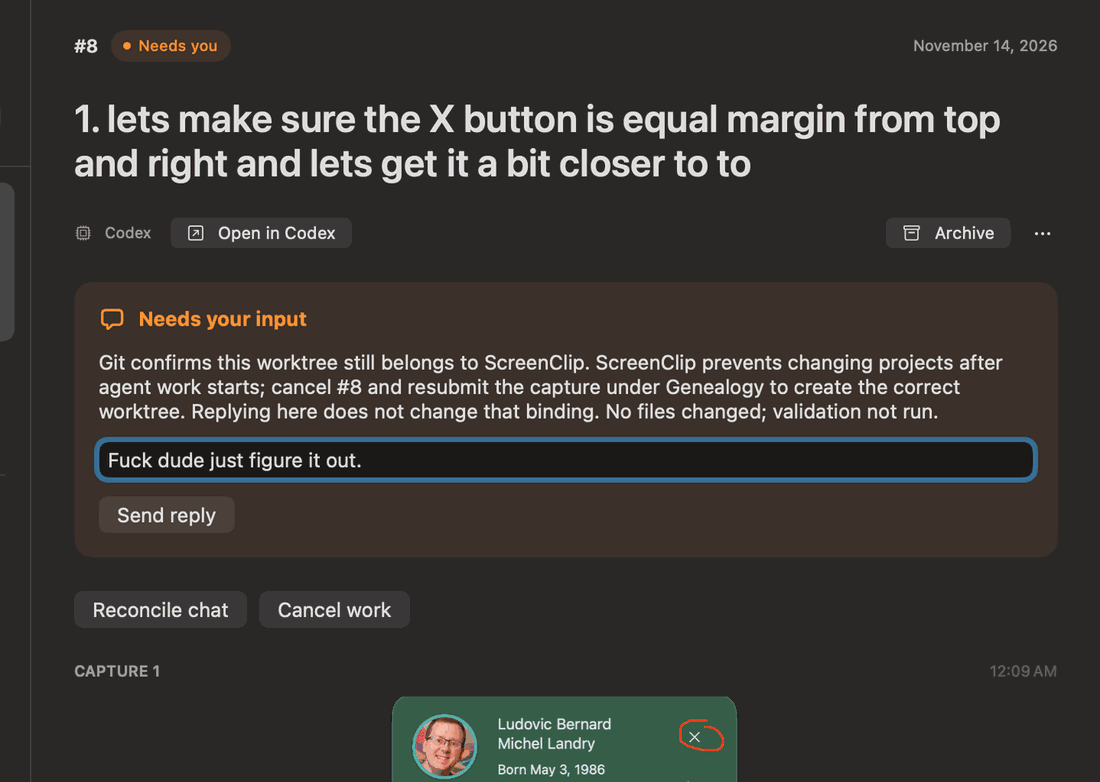 #8 Needs you November 14, 2026
1. lets make sure the X button is equal margin from top
and right and lets get it a bit closer to to
Codex Open in Codex Archive ...
Needs your input
Git confirms this worktree still belongs to ScreenClip. ScreenClip prevents changing projects after
agent work starts; cancel #8 and resubmit the capture under Genealogy to create the correct
worktree. Replying here does not change that binding. No files changed; validation not run.
Fuck dude just figure it out.
Send reply
Reconcile chat Cancel work
CAPTURE 1 12:09 AM
Ludovic Bernard
Michel Landry
Born May 3, 1986